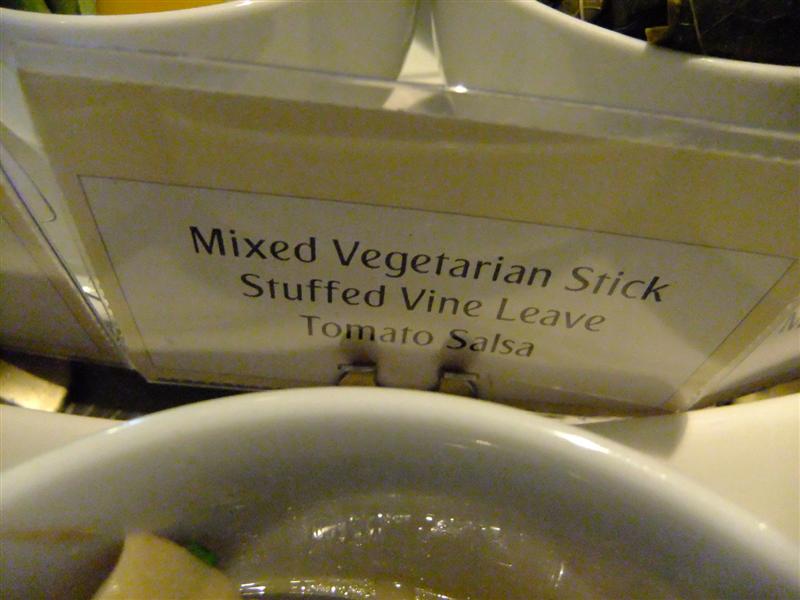 Mixed Vegetarian Stick
Stuffed Vine Leave
Tomato Salsa